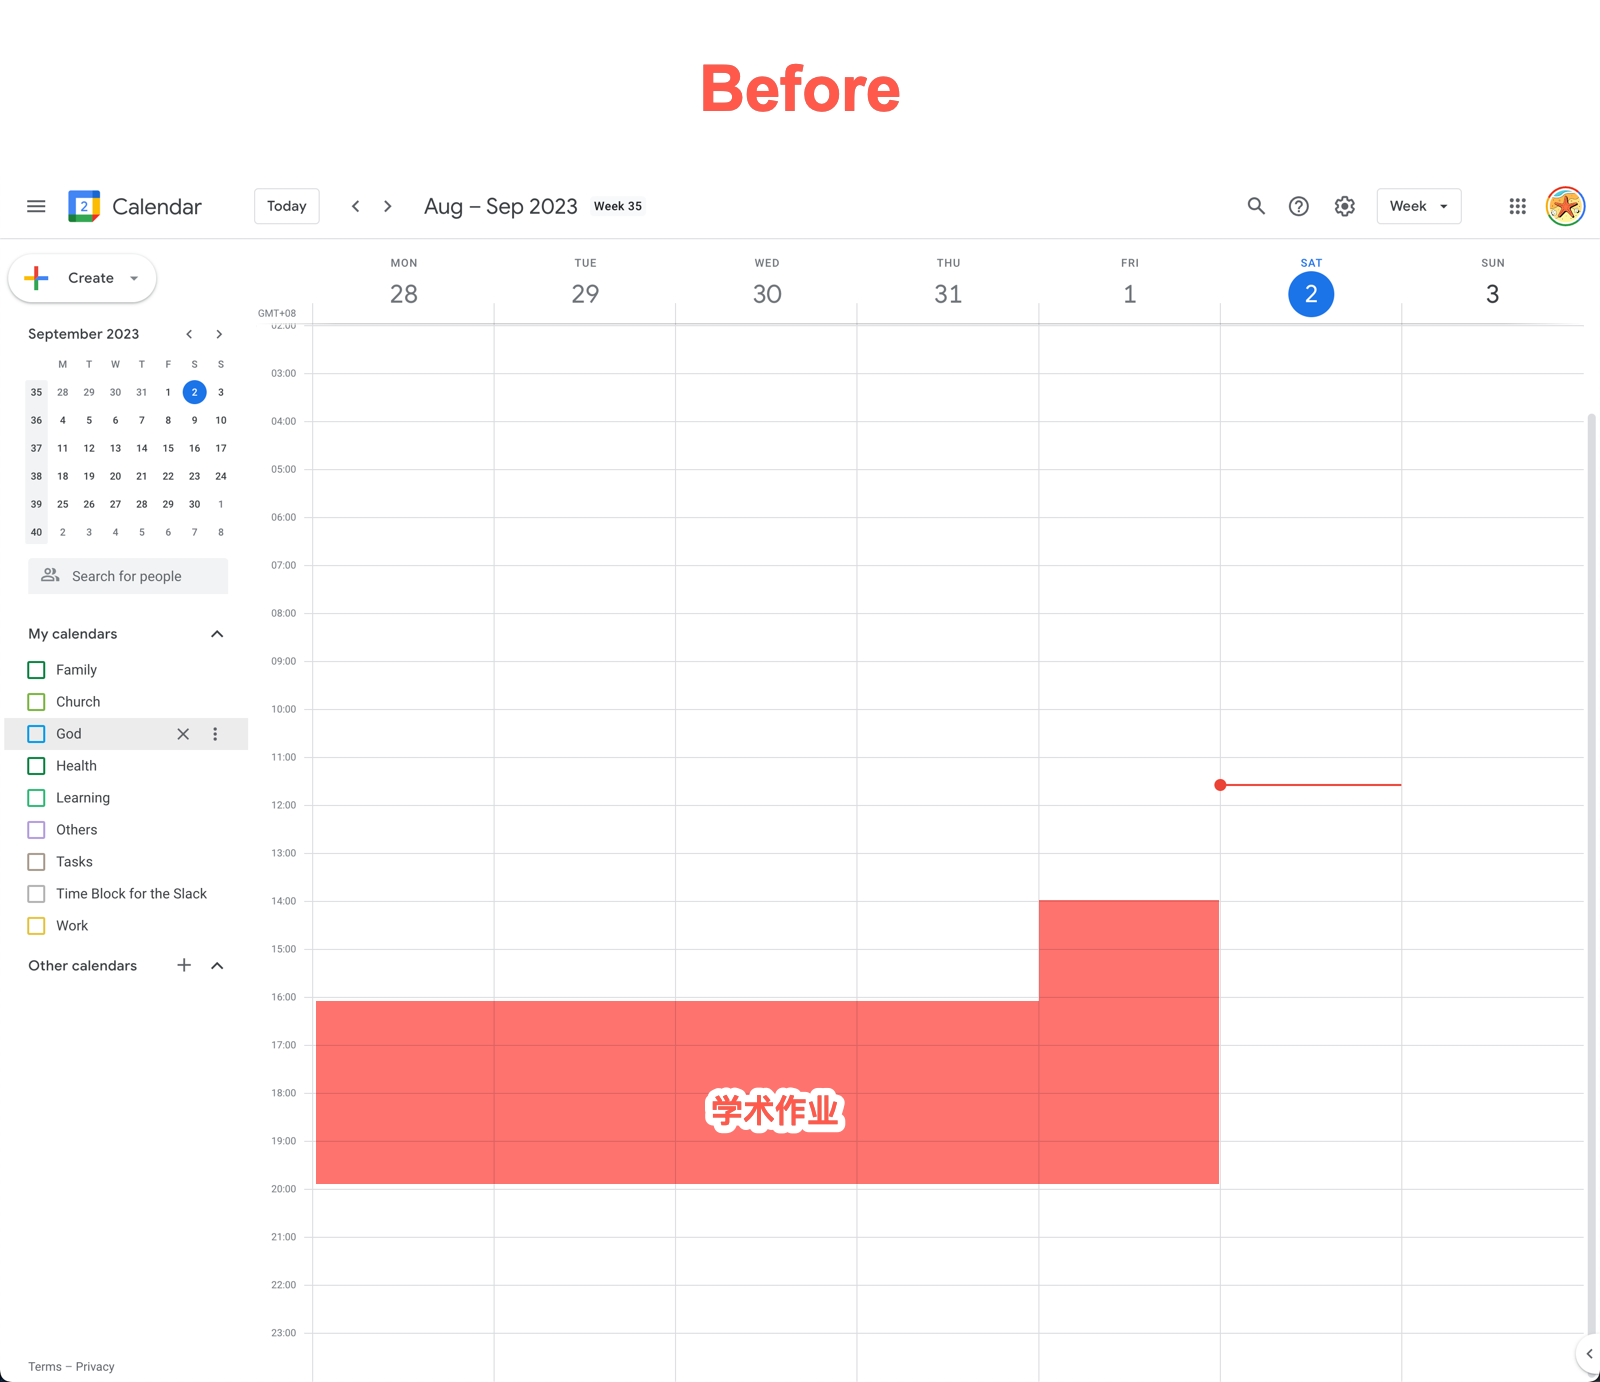 Before
2 Calendar Today Aug – Sep 2023 Week 35 Week
Create
September 2023
M T W T F S S
35 28 29 30 31 1 2 3
36 4 5 6 7 8 9 10
37 11 12 13 14 15 16 17
38 18 19 20 21 22 23 24
39 25 26 27 28 29 30 1
40 2 3 4 5 6 7 8
Search for people
My calendars
Family
Church
God
Health
Learning
Others
Tasks
Time Block for the Slack
Work
Other calendars
Terms – Privacy
MON TUE WED THU FRI SAT SUN
28 29 30 31 1 2 3
GMT+08
02:00
03:00
04:00
05:00
06:00
07:00
08:00
09:00
10:00
11:00
12:00
13:00
14:00
15:00
16:00
17:00
18:00
学术作业
19:00
20:00
21:00
22:00
23:00